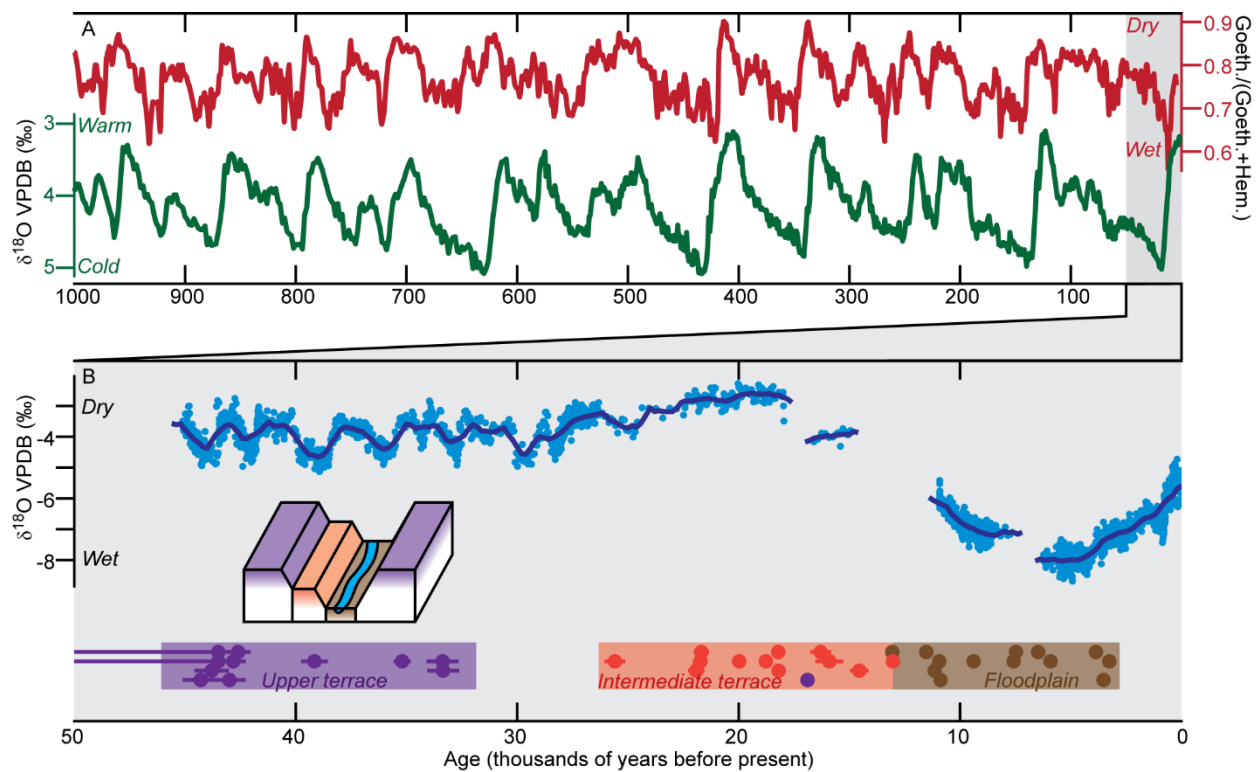 A
Dry
0.9
0.8
0.7
0.6
Wet
Goeth./(Goeth.+Hem.)
3
4
5
Warm
Cold
δ18O VPDB (‰)
1000 900 800 700 600 500 400 300 200 100
B
Dry
-4
-6
-8
Wet
δ18O VPDB (‰)
Upper terrace
Intermediate terrace
Floodplain
50 40 30 20 10 0
Age (thousands of years before present)